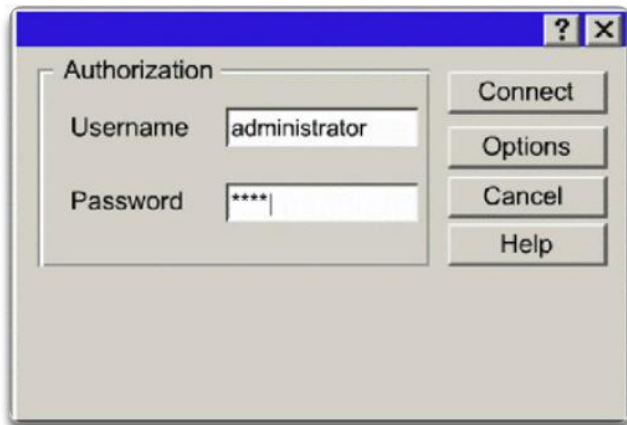 Authorization
Username administrator
Password ****
Connect
Options
Cancel
Help
?